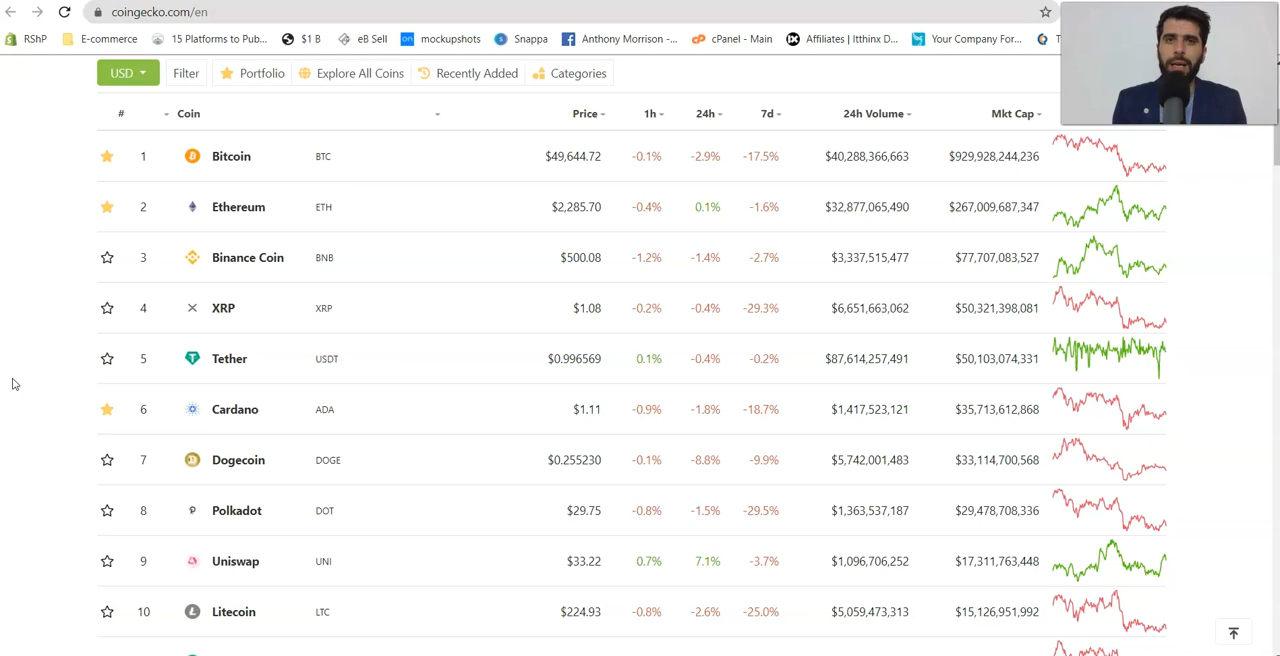 coingecko.com/en
RShP E-commerce 15 Platforms to Pub... $1 B eB Sell mockupshots Snappa Anthony Morrison -... cPanel - Main Affiliates | Itthinx D... Your Company For...
USD Filter Portfolio Explore All Coins Recently Added Categories
# Coin Price 1h 24h 7d 24h Volume Mkt Cap
1 Bitcoin BTC $49,644.72 -0.1% -2.9% -17.5% $40,288,366,663 $929,928,244,236
2 Ethereum ETH $2,285.70 -0.4% 0.1% -1.6% $32,877,065,490 $267,009,687,347
3 Binance Coin BNB $500.08 -1.2% -1.4% -2.7% $3,337,515,477 $77,707,083,527
4 XRP XRP $1.08 -0.2% -0.4% -29.3% $6,651,663,062 $50,321,398,081
5 Tether USDT $0.996569 0.1% -0.4% -0.2% $87,614,257,491 $50,103,074,331
6 Cardano ADA $1.11 -0.9% -1.8% -18.7% $1,417,523,121 $35,713,612,868
7 Dogecoin DOGE $0.255230 -0.1% -8.8% -9.9% $5,742,001,483 $33,114,700,568
8 Polkadot DOT $29.75 -0.8% -1.5% -29.5% $1,363,537,187 $29,478,708,336
9 Uniswap UNI $33.22 0.7% 7.1% -3.7% $1,096,706,252 $17,311,763,448
10 Litecoin LTC $224.93 -0.8% -2.6% -25.0% $5,059,473,313 $15,126,951,992